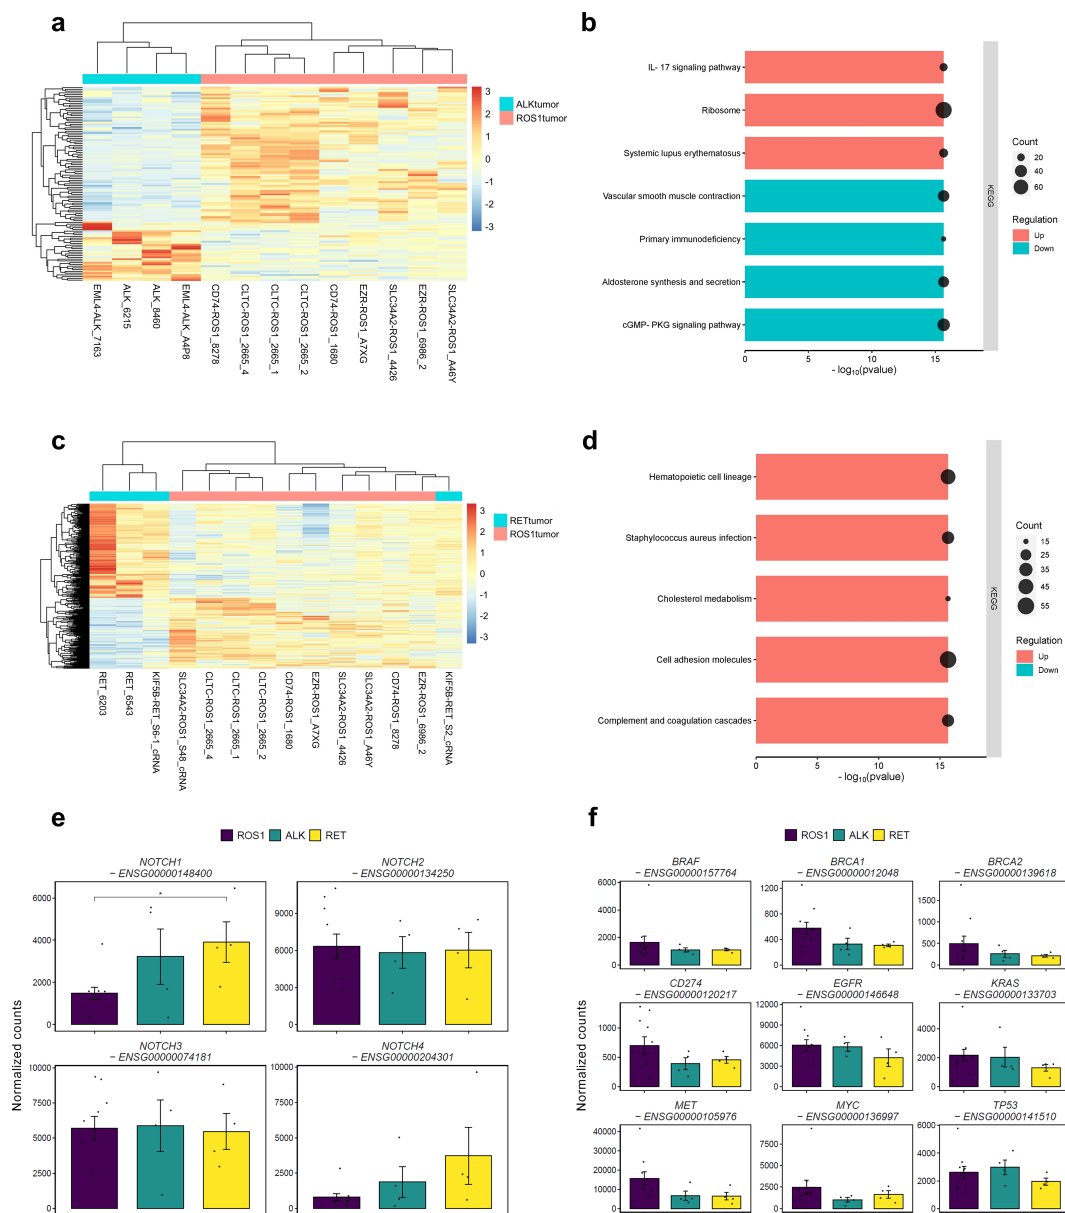 a
ALKtumor
ROS1tumor
3
2
1
0
-1
-2
-3
EML4-ALK_7163
ALK_6215
ALK_8460
EML4-ALK_A4P8
CD74-ROS1_8278
CLTC-ROS1_2665_4
CLTC-ROS1_2665_1
CLTC-ROS1_2665_2
CD74-ROS1_1680
EZR-ROS1_A7XG
SLC34A2-ROS1_4426
EZR-ROS1_6986_2
SLC34A2-ROS1_A46Y
b
IL- 17 signaling pathway
Ribosome
Systemic lupus erythematosus
Vascular smooth muscle contraction
Primary immunodeficiency
Aldosterone synthesis and secretion
cGMP- PKG signaling pathway
0 5 10 15
- log10(pvalue)
KEGG
Count
20
40
60
Regulation
Up
Down
c
RETtumor
ROS1tumor
3
2
1
0
-1
-2
-3
RET_6203
RET_6543
KIF5B-RET_S6-1_cRNA
SLC34A2-ROS1_S48_cRNA
CLTC-ROS1_2665_4
CLTC-ROS1_2665_1
CLTC-ROS1_2665_2
CD74-ROS1_1680
EZR-ROS1_A7XG
SLC34A2-ROS1_4426
SLC34A2-ROS1_A46Y
CD74-ROS1_8278
EZR-ROS1_6986_2
KIF5B-RET_S2_cRNA
d
Hematopoietic cell lineage
Staphylococcus aureus infection
Cholesterol medabolism
Cell adhesion molecules
Complement and coagulation cascades
0 5 10 15
- log10(pvalue)
KEGG
Count
15
25
35
45
55
Regulation
Up
Down
e
ROS1 ALK RET
Normalized counts
NOTCH1
− ENSG00000148400
6000
4000
2000
0
*
NOTCH2
− ENSG00000134250
9000
6000
3000
0
NOTCH3
− ENSG00000074181
10000
7500
5000
2500
0
NOTCH4
− ENSG00000204301
10000
7500
5000
2500
0
f
ROS1 ALK RET
Normalized counts
BRAF
− ENSG00000157764
6000
4000
2000
0
BRCA1
− ENSG00000012048
1200
800
400
0
BRCA2
− ENSG00000139618
1500
1000
500
0
CD274
− ENSG00000120217
1000
500
0
EGFR
− ENSG00000146648
12000
9000
6000
3000
0
KRAS
− ENSG00000133703
4000
2000
0
MET
− ENSG00000105976
40000
30000
20000
10000
0
MYC
− ENSG00000136997
7500
5000
2500
0
TP53
− ENSG00000141510
7500
5000
2500
0